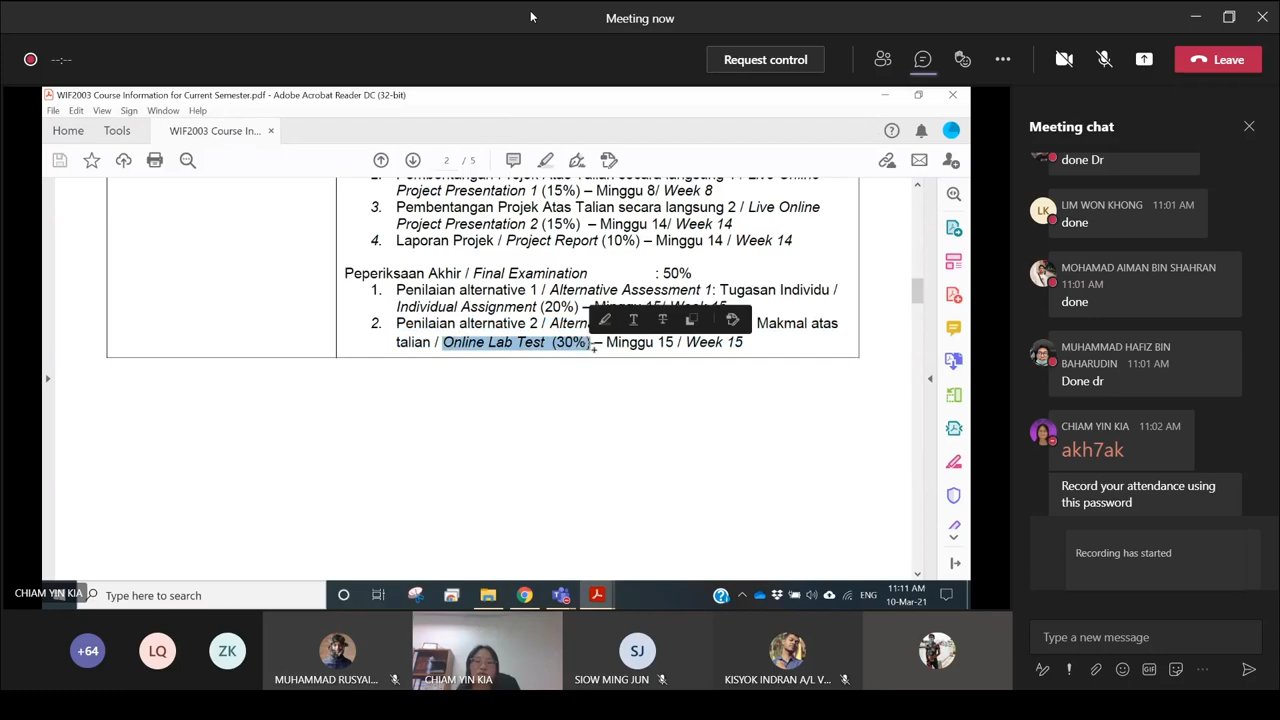 Meeting now
--:--
Request control
Leave
WIF2003 Course Information for Current Semester.pdf - Adobe Acrobat Reader DC (32-bit)
File Edit View Sign Window Help
Home Tools WIF2003 Course In...
2 / 5
Project Presentation 1 (15%) – Minggu 8/ Week 8
3. Pembentangan Projek Atas Talian secara langsung 2 / Live Online
Project Presentation 2 (15%) – Minggu 14/ Week 14
4. Laporan Projek / Project Report (10%) – Minggu 14 / Week 14
Peperiksaan Akhir / Final Examination : 50%
1. Penilaian alternative 1 / Alternative Assessment 1: Tugasan Individu /
Individual Assignment (20%) – Minggu 15/ Week 15
2. Penilaian alternative 2 / Makmal atas
talian / Online Lab Test (30%) – Minggu 15 / Week 15
CHIAM YIN KIA
Type here to search
ENG
11:11 AM
10-Mar-21
+64
LQ
ZK
MUHAMMAD RUSYAI...
CHIAM YIN KIA
SJ
SIOW MING JUN
KISYOK INDRAN A/L V...
Meeting chat
done Dr
LK
LIM WON KHONG 11:01 AM
done
MOHAMAD AIMAN BIN SHAHRAN
11:01 AM
done
MUHAMMAD HAFIZ BIN
BAHARUDIN 11:01 AM
Done dr
CHIAM YIN KIA 11:02 AM
akh7ak
Record your attendance using
this password
Recording has started
Type a new message
GIF